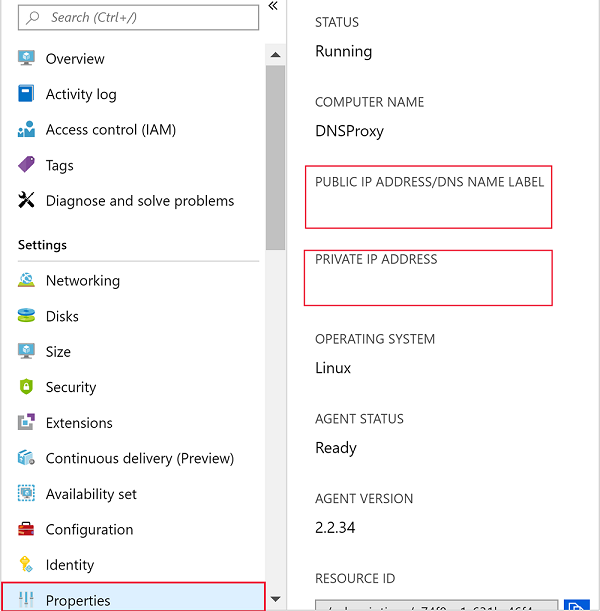 Search (Ctrl+/)
«
Overview
Activity log
Access control (IAM)
Tags
Diagnose and solve problems
Settings
Networking
Disks
Size
Security
Extensions
Continuous delivery (Preview)
Availability set
Configuration
Identity
Properties
STATUS
Running
COMPUTER NAME
DNSProxy
PUBLIC IP ADDRESS/DNS NAME LABEL
PRIVATE IP ADDRESS
OPERATING SYSTEM
Linux
AGENT STATUS
Ready
AGENT VERSION
2.2.34
RESOURCE ID